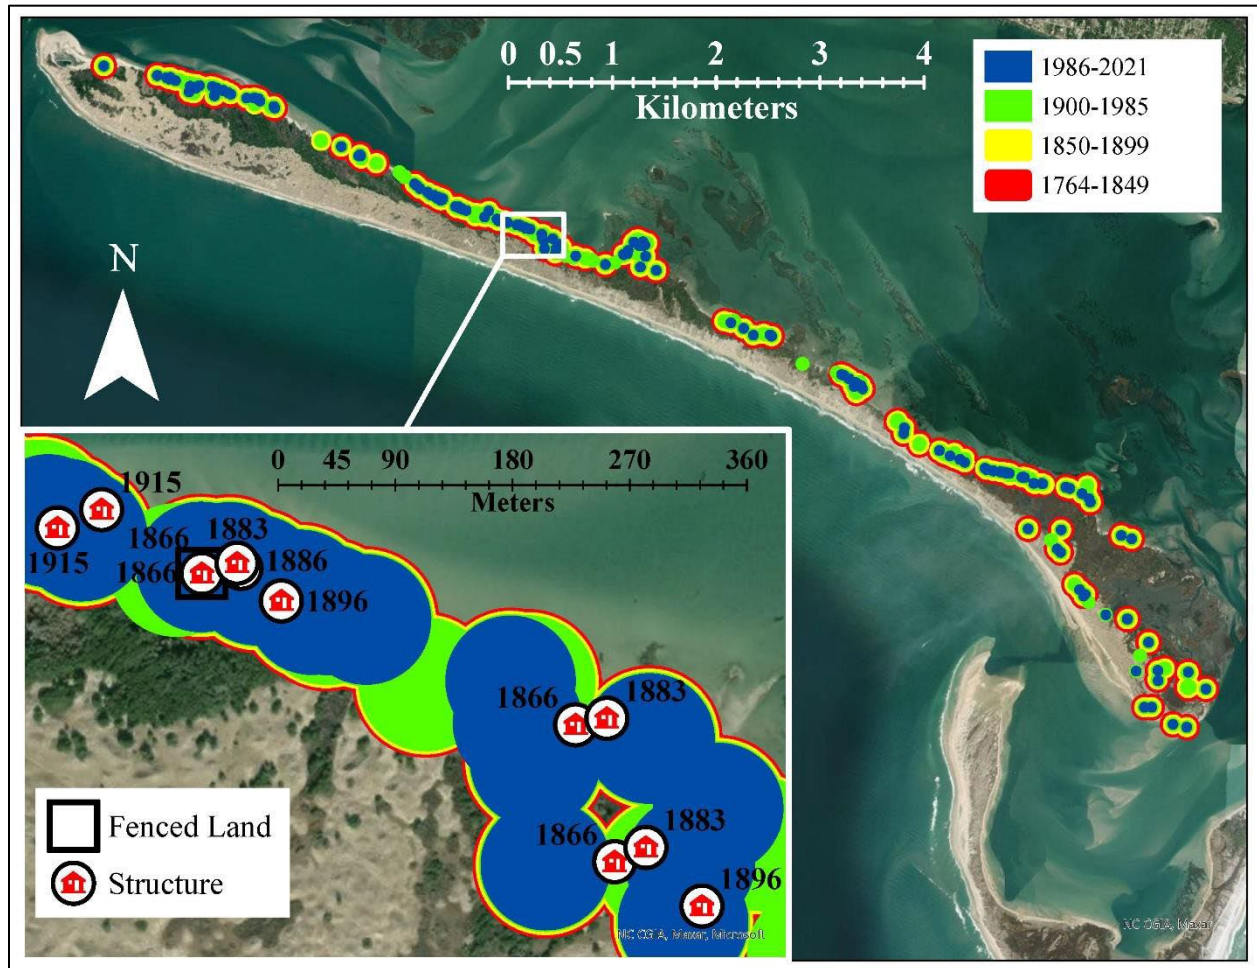 0 0.5 1 2 3 4
Kilometers
1986-2021
1900-1985
1850-1899
1764-1849
N
0 45 90 180 270 360
Meters
1915
1915
1866
1883
1866
1886
1896
1866
1883
1866
1883
1896
Fenced Land
Structure
NC CGIA, Maxar, Microsoft
NC CGIA, Maxar